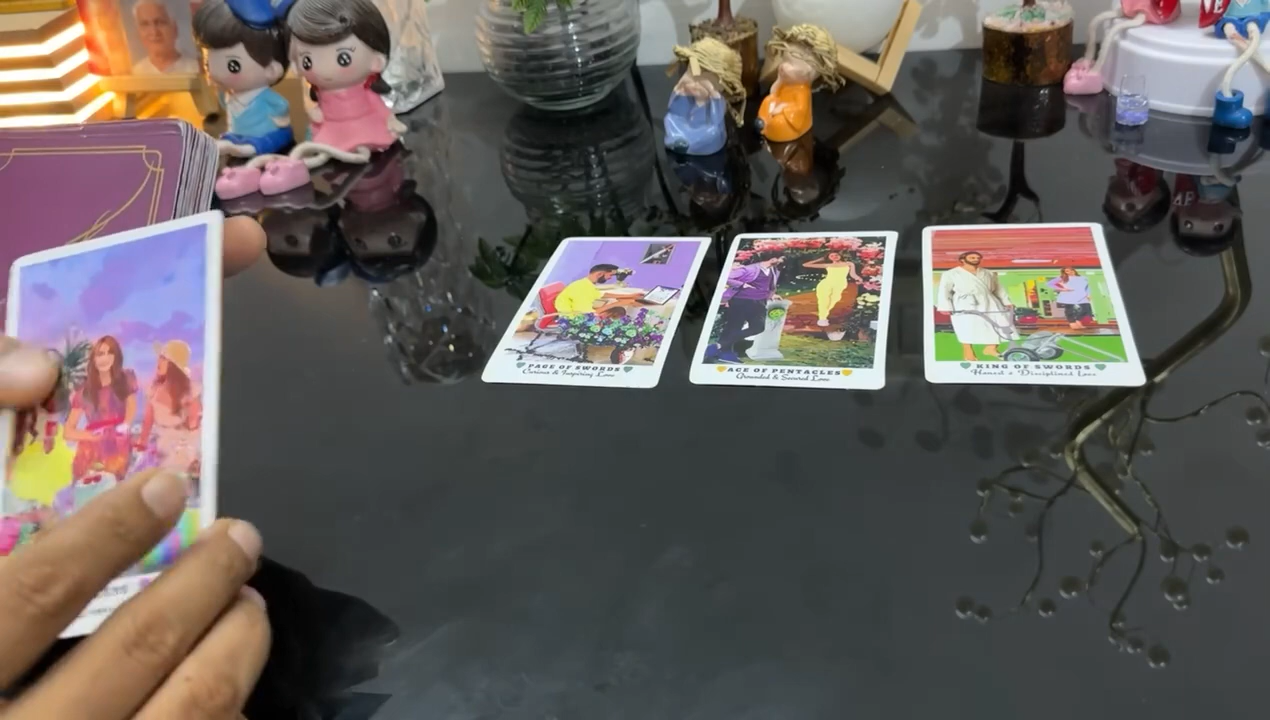 PAGE OF SWORDS
Curious & Inspiring Love
ACE OF PENTACLES
Grounded & Secured Love
KING OF SWORDS
Honest & Disciplined Love